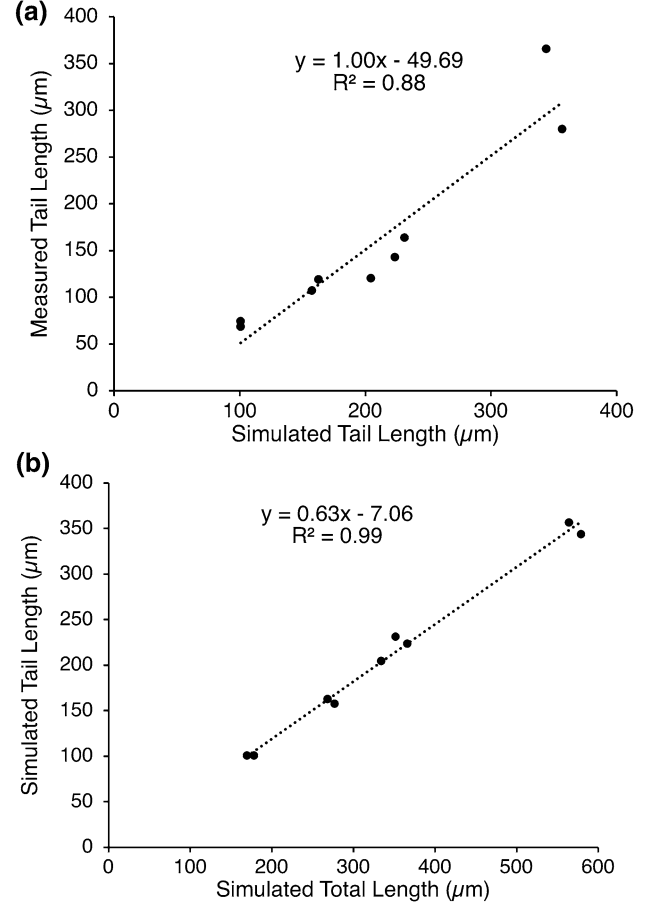 (a)
y = 1.00x - 49.69
R² = 0.88
Measured Tail Length (µm)
400
350
300
250
200
150
100
50
0
0 100 200 300 400
Simulated Tail Length (µm)
(b)
y = 0.63x - 7.06
R² = 0.99
Simulated Tail Length (µm)
400
350
300
250
200
150
100
50
0
0 100 200 300 400 500 600
Simulated Total Length (µm)